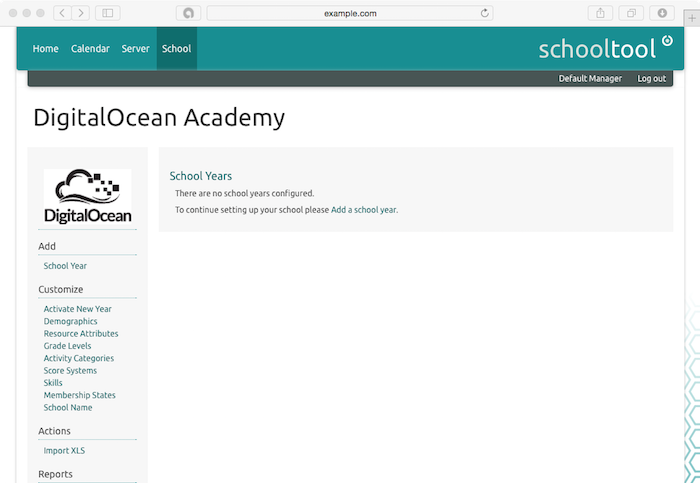 example.com
Home Calendar Server School
schooltool
Default Manager Log out
DigitalOcean Academy
DigitalOcean
Add
School Year
Customize
Activate New Year
Demographics
Resource Attributes
Grade Levels
Activity Categories
Score Systems
Skills
Membership States
School Name
Actions
Import XLS
Reports
School Years
There are no school years configured.
To continue setting up your school please Add a school year.